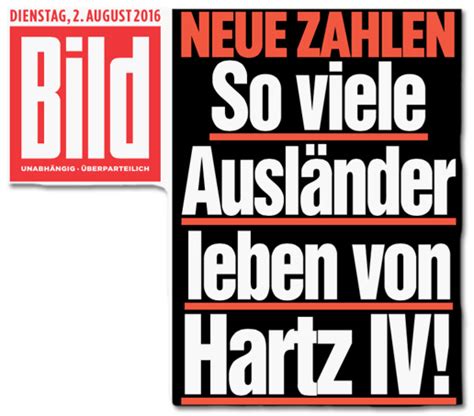 DIENSTAG, 2. AUGUST 2016
Bild
UNABHÄNGIG · ÜBERPARTEILICH
NEUE ZAHLEN
So viele
Ausländer
leben von
Hartz IV!